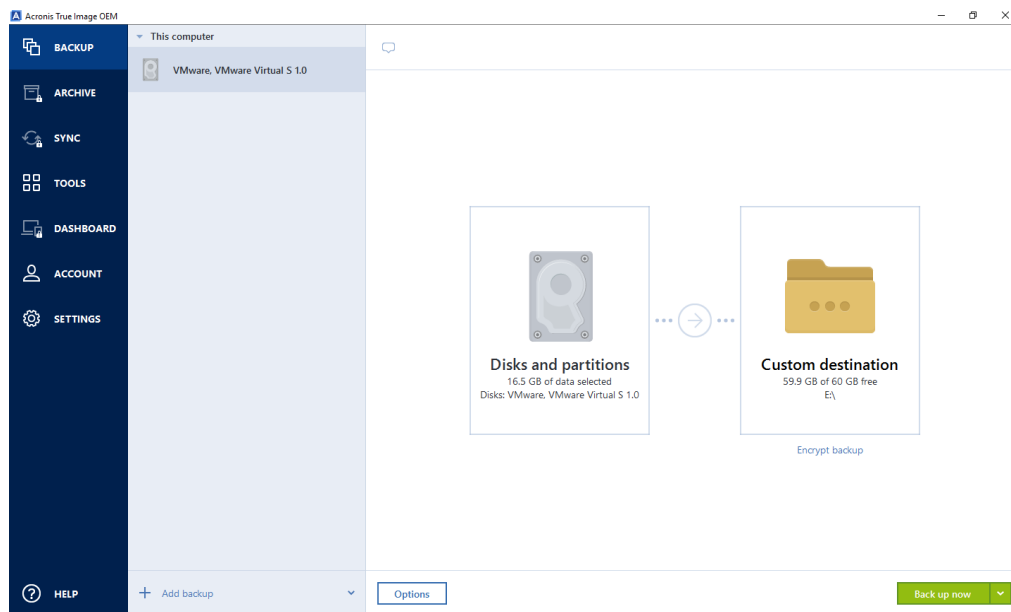 Acronis True Image OEM
BACKUP
ARCHIVE
SYNC
TOOLS
DASHBOARD
ACCOUNT
SETTINGS
HELP
This computer
VMware, VMware Virtual S 1.0
Add backup
Disks and partitions
16.5 GB of data selected
Disks: VMware, VMware Virtual S 1.0
Custom destination
59.9 GB of 60 GB free
E:\
Encrypt backup
Options
Back up now